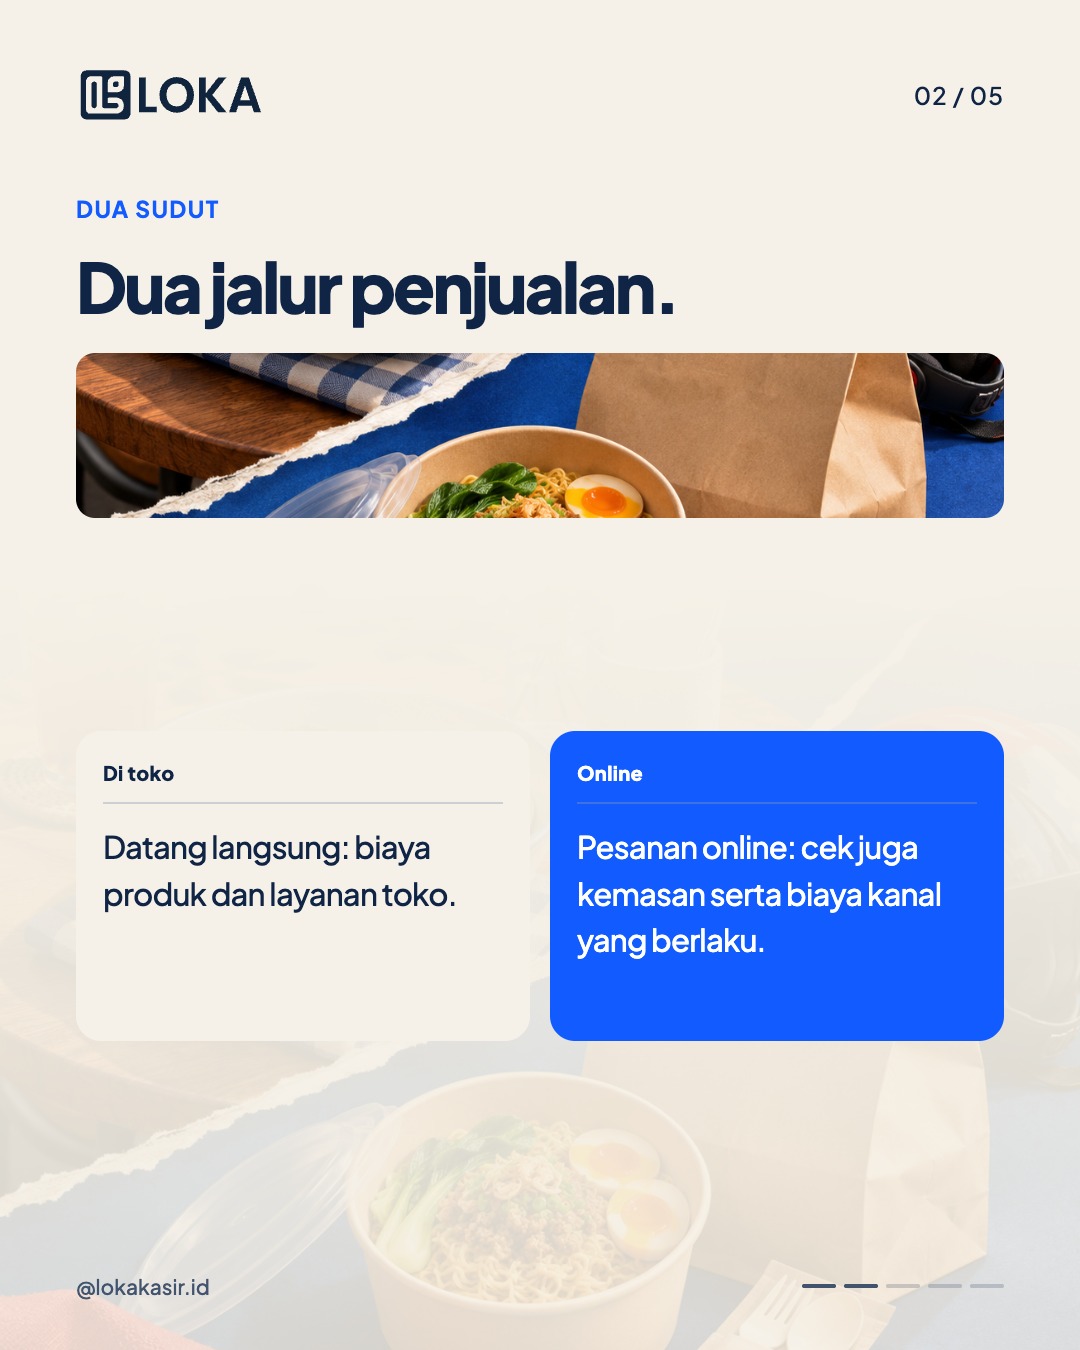 LOKA
02 / 05
DUA SUDUT
Dua jalur penjualan.
Di toko
Datang langsung: biaya
produk dan layanan toko.
Online
Pesanan online: cek juga
kemasan serta biaya kanal
yang berlaku.
@lokakasir.id